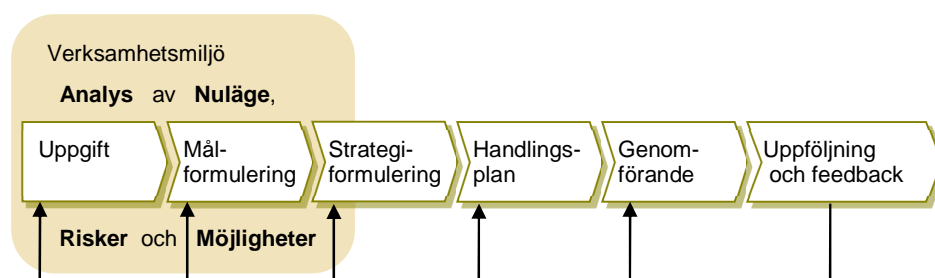 Verksamhetsmiljö
Analys av Nuläge,
Uppgift
Mål-
formulering
Strategi-
formulering
Handlings-
plan
Genom-
förande
Uppföljning
och feedback
Risker och Möjligheter